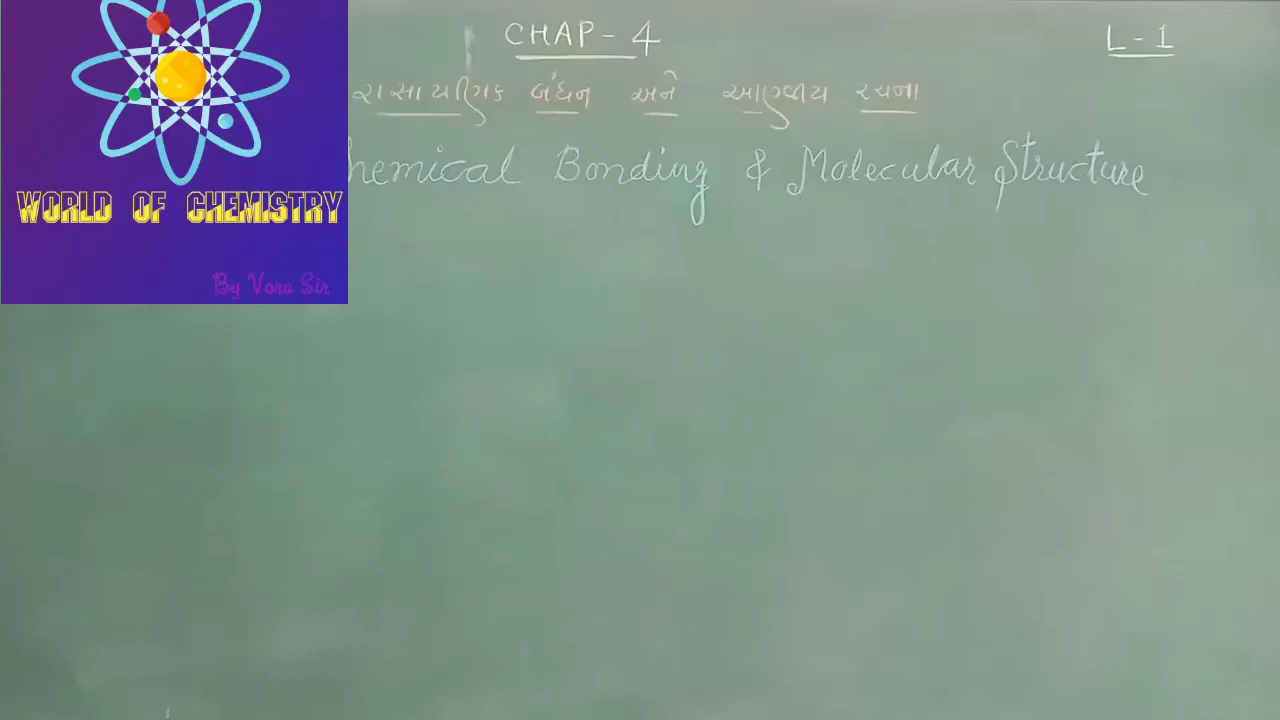 CHAP - 4
L - 1
રાસાયણિક બંધન અને આણ્વીય રચના
hemical Bonding & Molecular Structure
WORLD OF CHEMISTRY
By Vora Sir